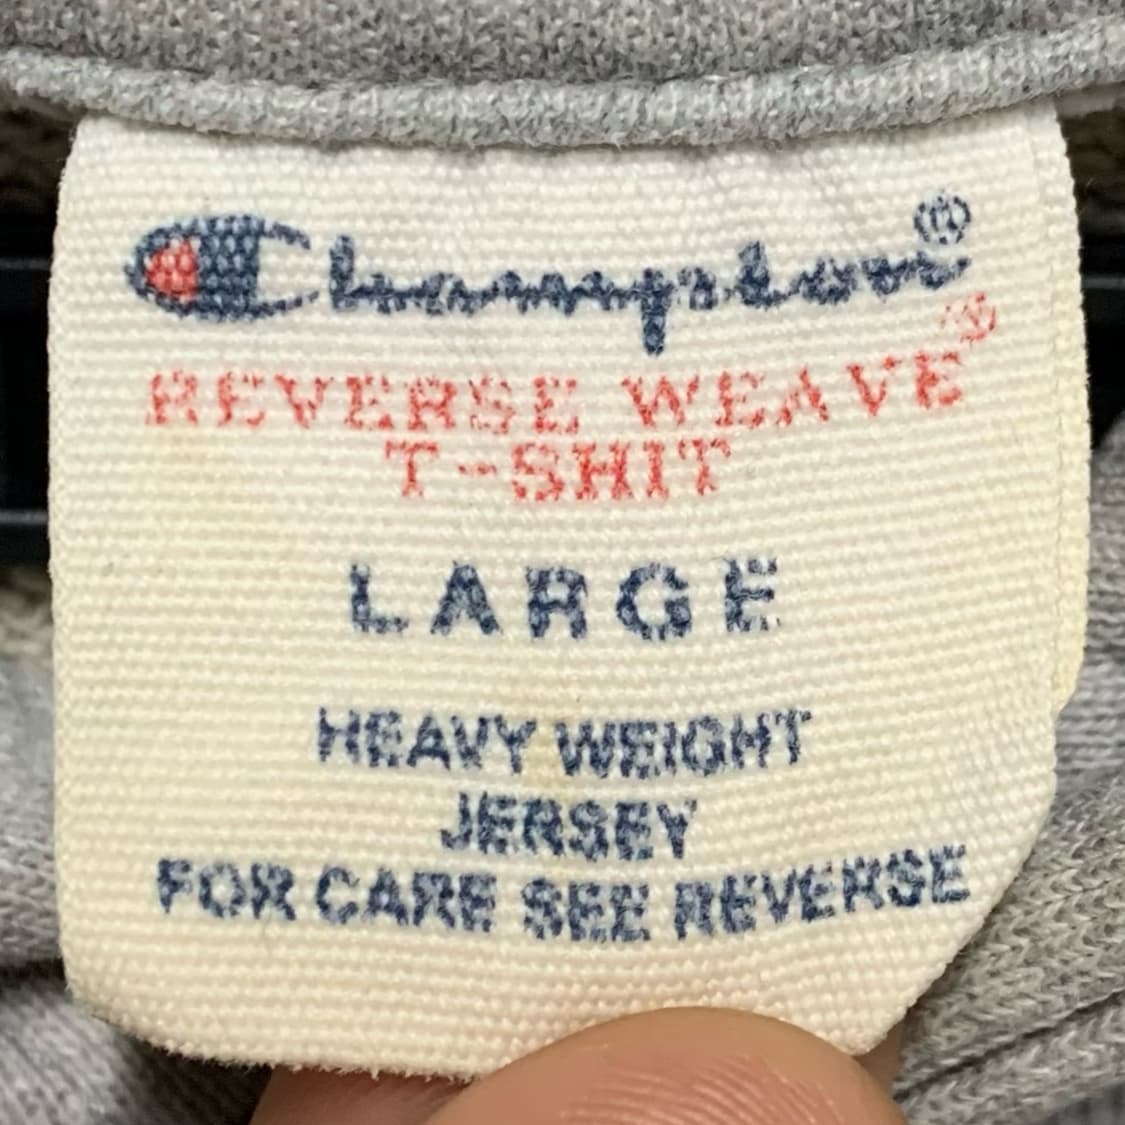 Champion®
REVERSE WEAVE®
T-SHIT
LARGE
HEAVY WEIGHT
JERSEY
FOR CARE SEE REVERSE